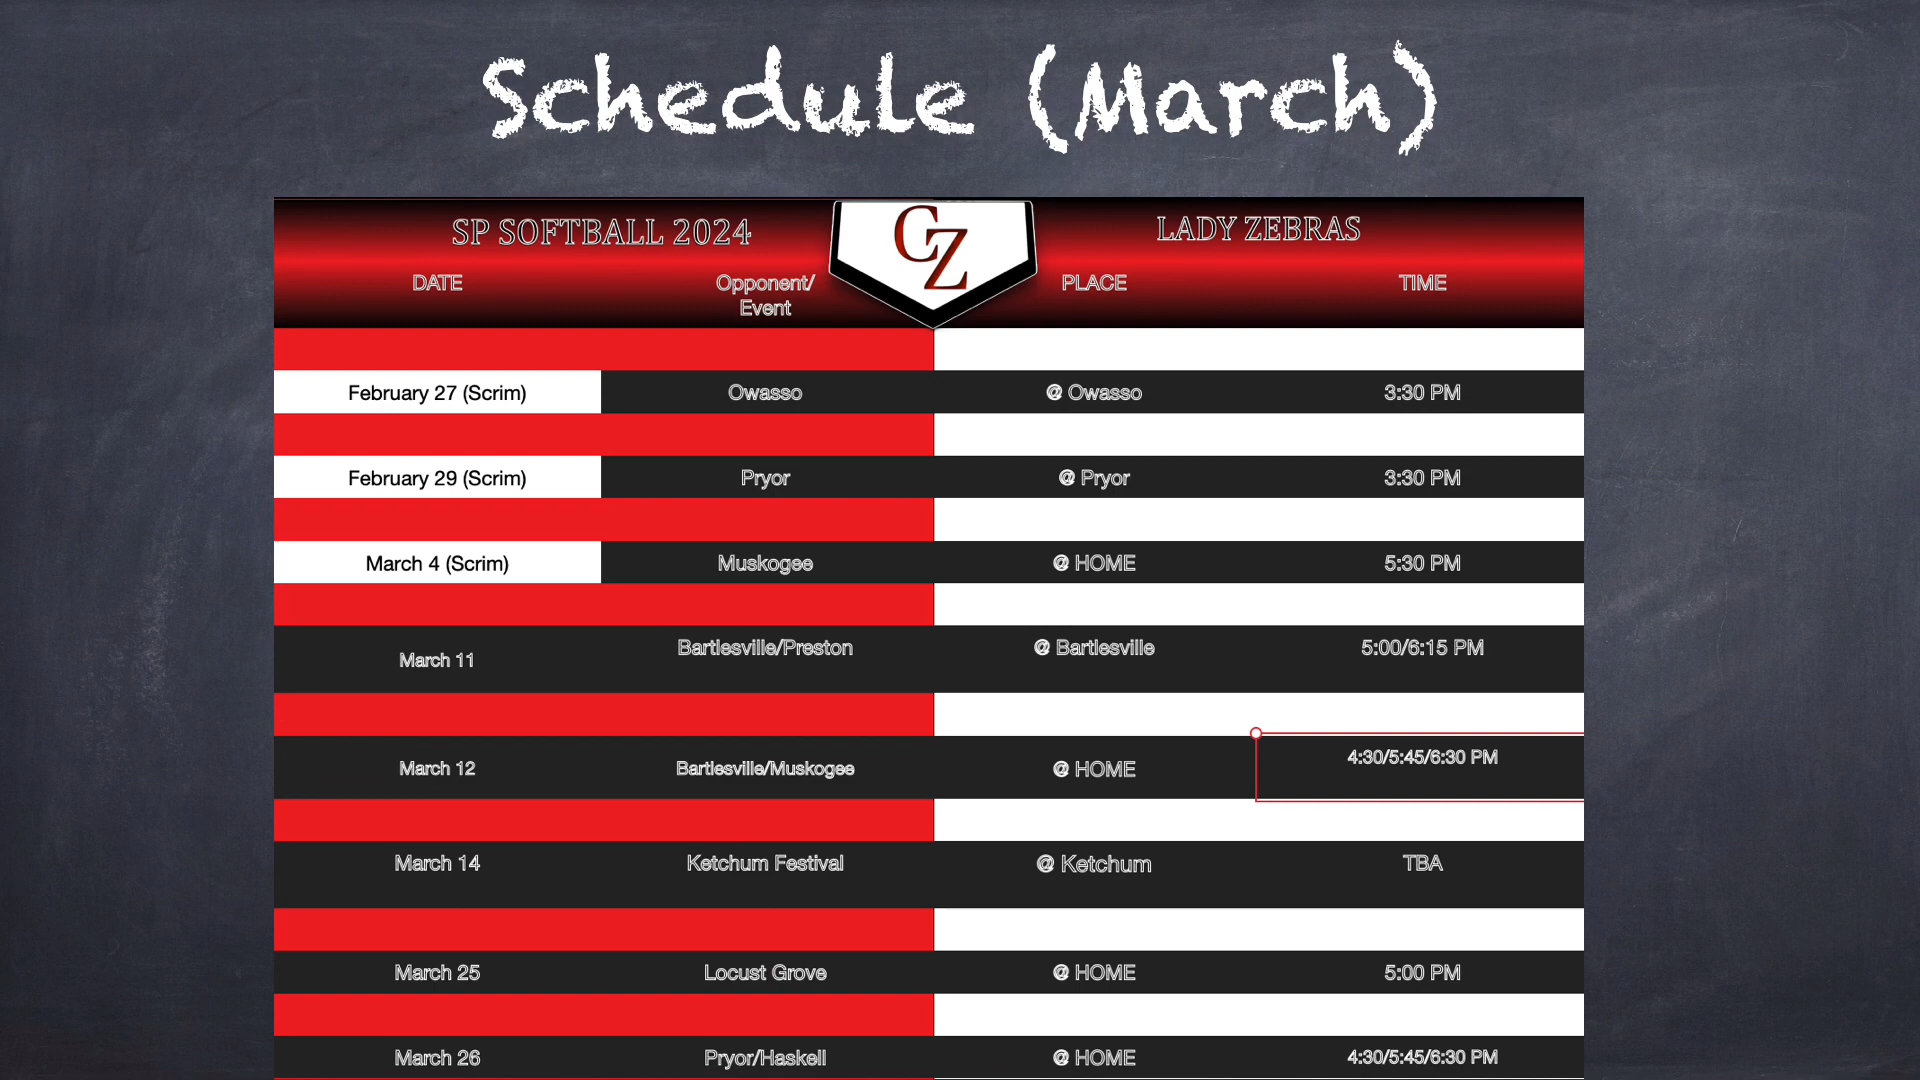 Schedule (March)
SP SOFTBALL 2024
CZ
LADY ZEBRAS
DATE
Opponent/
Event
PLACE
TIME
February 27 (Scrim) Owasso @ Owasso 3:30 PM
February 29 (Scrim) Pryor @ Pryor 3:30 PM
March 4 (Scrim) Muskogee @ HOME 5:30 PM
March 11 Bartlesville/Preston @ Bartlesville 5:00/6:15 PM
March 12 Bartlesville/Muskogee @ HOME 4:30/5:45/6:30 PM
March 14 Ketchum Festival @ Ketchum TBA
March 25 Locust Grove @ HOME 5:00 PM
March 26 Pryor/Haskell @ HOME 4:30/5:45/6:30 PM